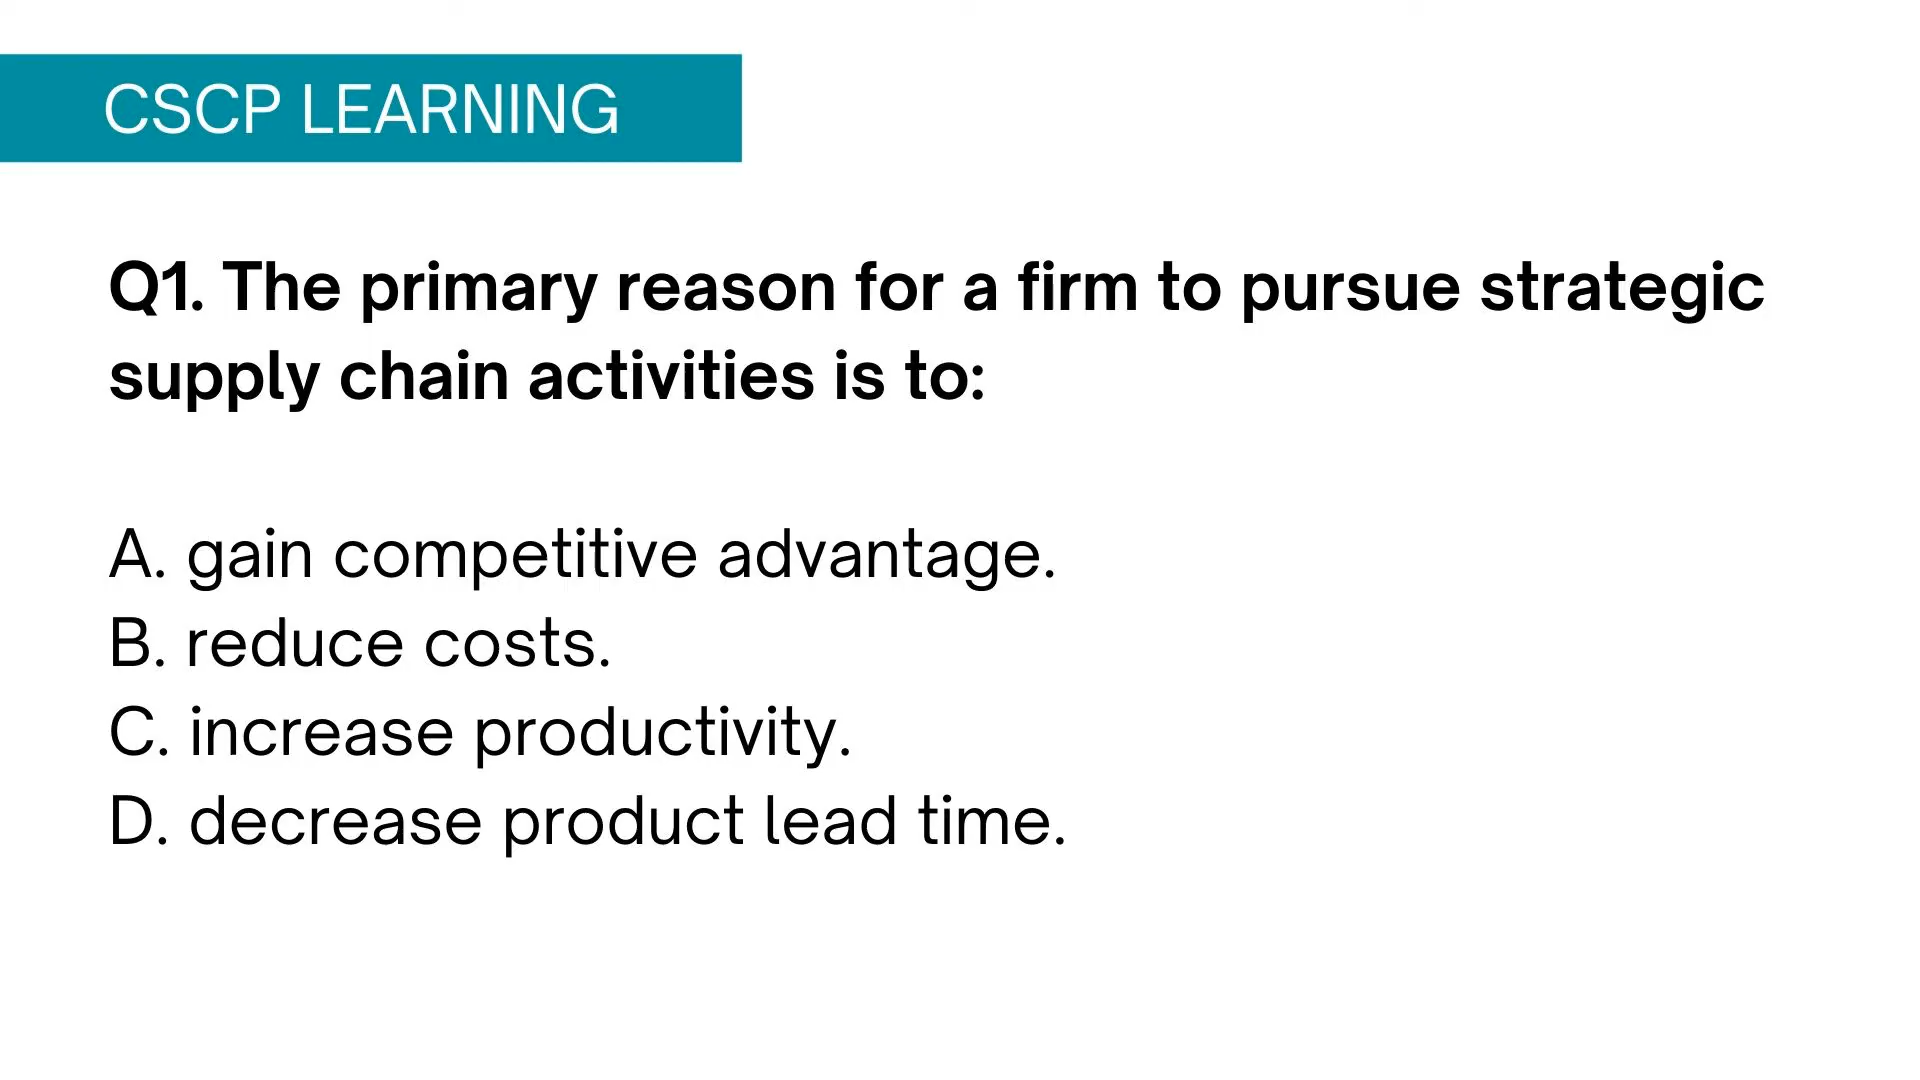 CSCP LEARNING
Q1. The primary reason for a firm to pursue strategic
supply chain activities is to:
A. gain competitive advantage.
B. reduce costs.
C. increase productivity.
D. decrease product lead time.